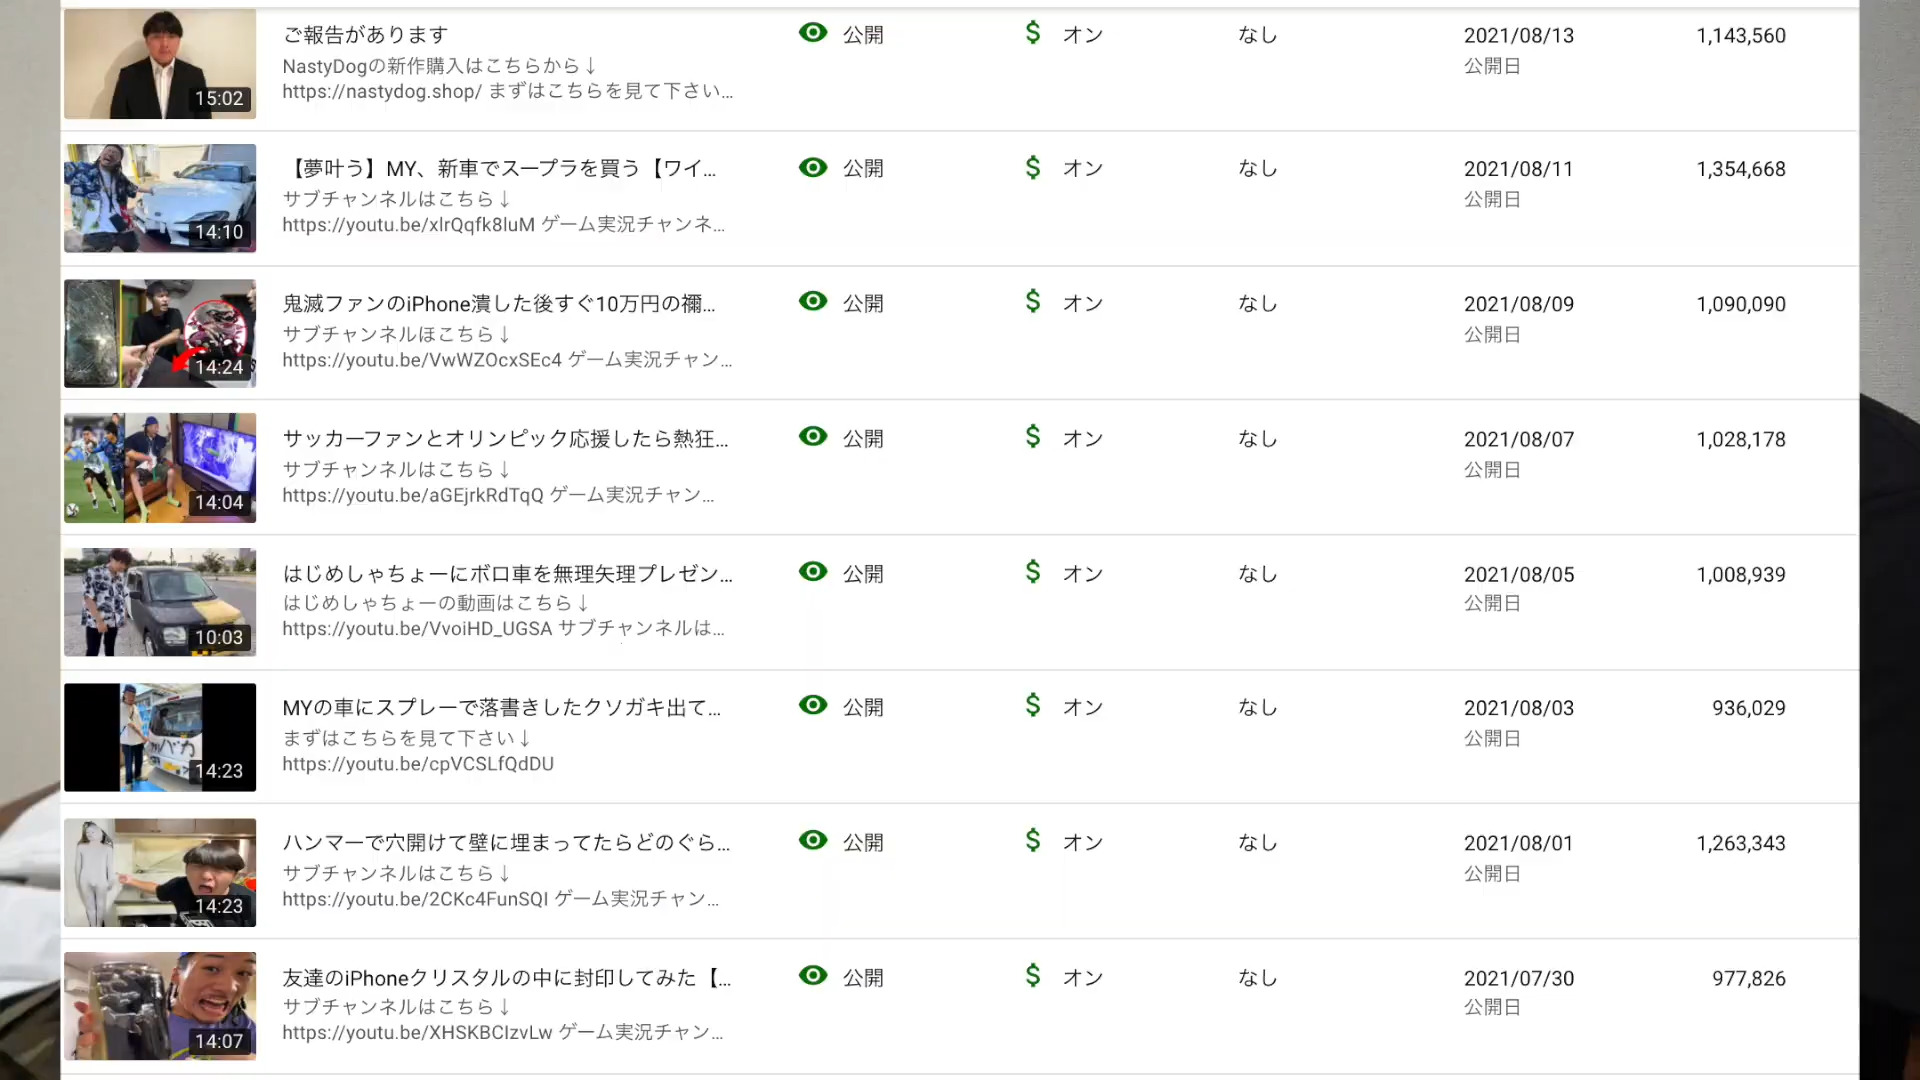 ご報告があります
公開
オン
なし
2021/08/13
1,143,560
NastyDogの新作購入はこちらから↓
公開日
https://nastydog.shop/ まずはこちらを見て下さい…
15:02
【夢叶う】MY、新車でスープラを買う【ワイ…
公開
オン
なし
2021/08/11
1,354,668
サブチャンネルはこちら↓
公開日
https://youtu.be/xlrQqfk8luM ゲーム実況チャンネ…
14:10
鬼滅ファンのiPhone潰した後すぐ10万円の禰…
公開
オン
なし
2021/08/09
1,090,090
サブチャンネルほこちら↓
公開日
https://youtu.be/VwWZOcxSEc4 ゲーム実況チャン…
14:24
サッカーファンとオリンピック応援したら熱狂…
公開
オン
なし
2021/08/07
1,028,178
サブチャンネルはこちら↓
公開日
https://youtu.be/aGEjrkRdTqQ ゲーム実況チャン…
14:04
はじめしゃちょーにボロ車を無理矢理プレゼン…
公開
オン
なし
2021/08/05
1,008,939
はじめしゃちょーの動画はこちら↓
公開日
https://youtu.be/VvoiHD_UGSA サブチャンネルは…
10:03
MYの車にスプレーで落書きしたクソガキ出て…
公開
オン
なし
2021/08/03
936,029
まずはこちらを見て下さい↓
公開日
https://youtu.be/cpVCSLfQdDU
バカ
14:23
ハンマーで穴開けて壁に埋まってたらどのぐら…
公開
オン
なし
2021/08/01
1,263,343
サブチャンネルはこちら↓
公開日
https://youtu.be/2CKc4FunSQI ゲーム実況チャン…
14:23
友達のiPhoneクリスタルの中に封印してみた【…
公開
オン
なし
2021/07/30
977,826
サブチャンネルはこちら↓
公開日
https://youtu.be/XHSKBCIzvLw ゲーム実況チャン…
14:07